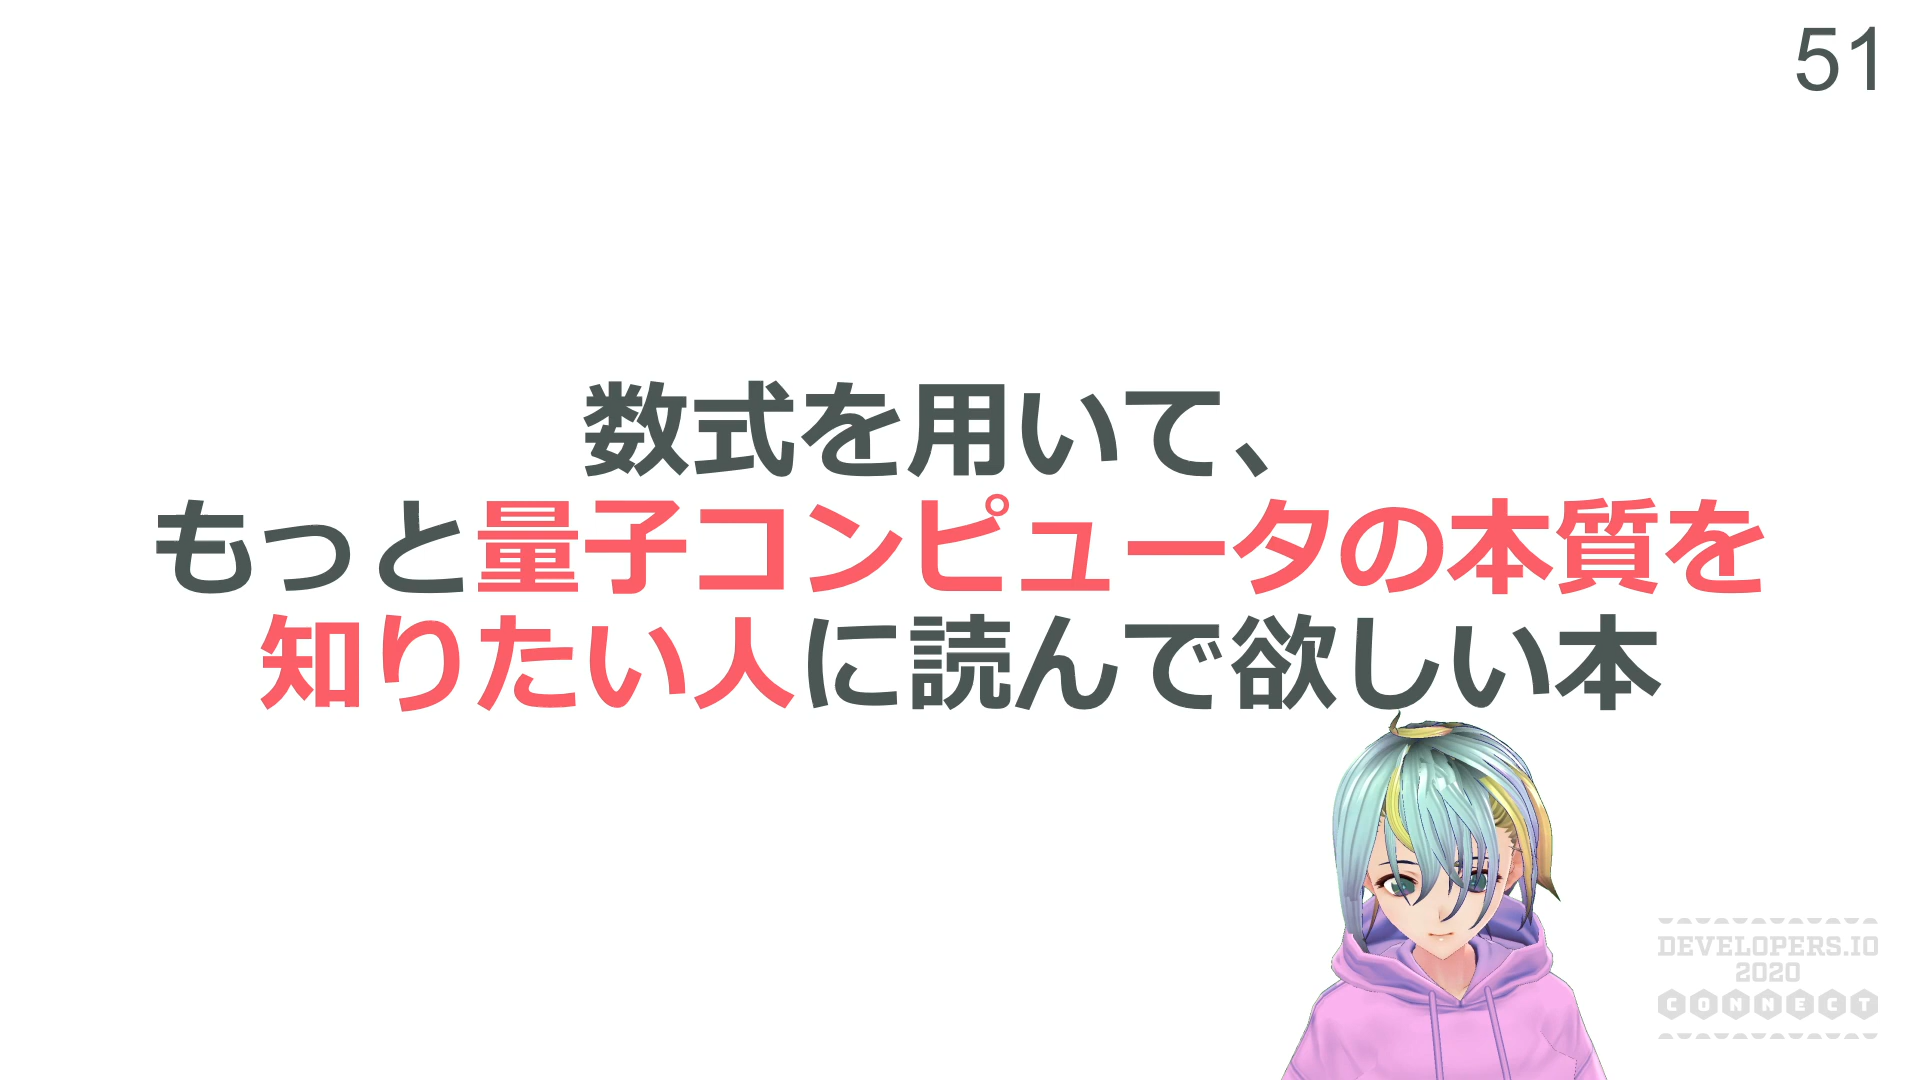 51
数式を用いて、
もっと量子コンピュータの本質を
知りたい人に読んで欲しい本
DEVELOPERS.IO
2020
CONNECT